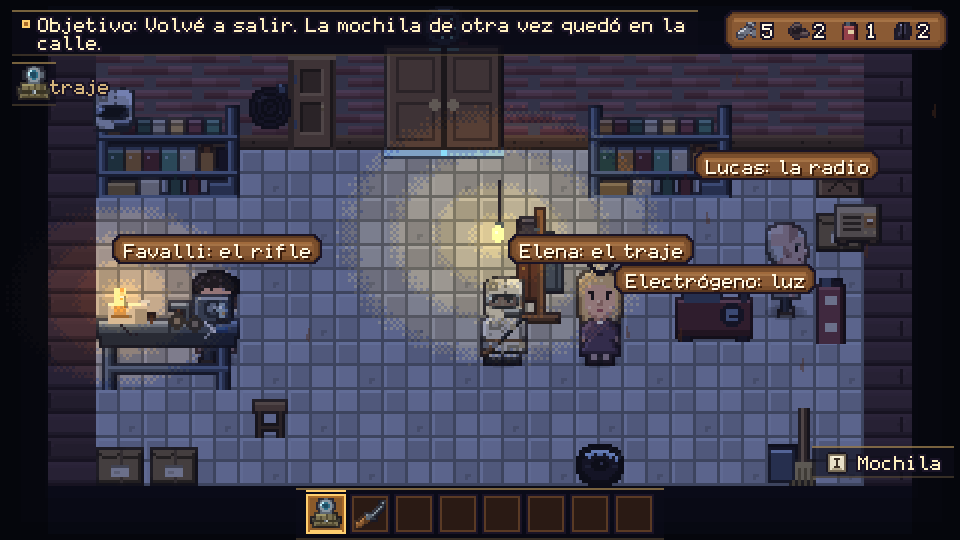 Objetivo: Volvé a salir. La mochila de otra vez quedó en la
calle.
5 2 1 2
traje
Lucas: la radio
Favalli: el rifle
Elena: el traje
Electrógeno: luz
I Mochila